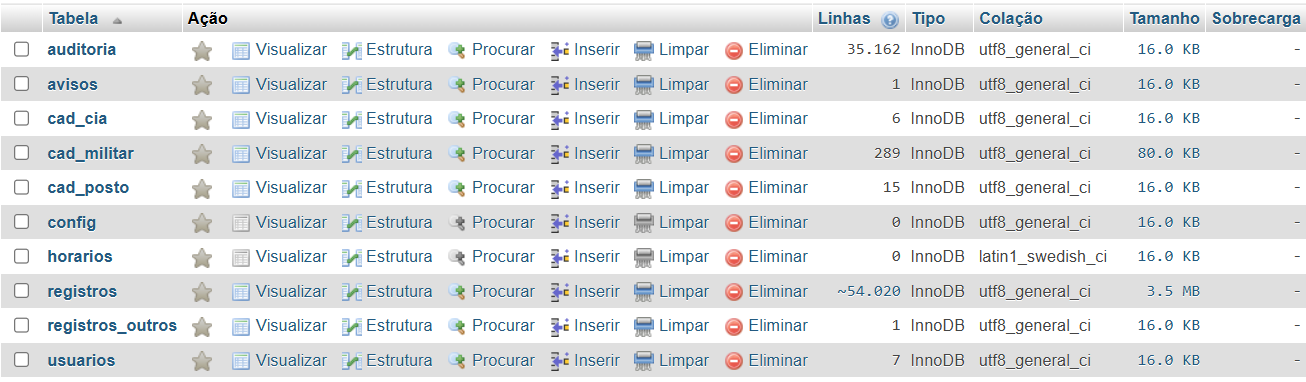 Tabela Ação Linhas Tipo Colação Tamanho Sobrecarga
auditoria Visualizar Estrutura Procurar Inserir Limpar Eliminar 35.162 InnoDB utf8_general_ci 16.0 KB -
avisos Visualizar Estrutura Procurar Inserir Limpar Eliminar 1 InnoDB utf8_general_ci 16.0 KB -
cad_cia Visualizar Estrutura Procurar Inserir Limpar Eliminar 6 InnoDB utf8_general_ci 16.0 KB -
cad_militar Visualizar Estrutura Procurar Inserir Limpar Eliminar 289 InnoDB utf8_general_ci 80.0 KB -
cad_posto Visualizar Estrutura Procurar Inserir Limpar Eliminar 15 InnoDB utf8_general_ci 16.0 KB -
config Visualizar Estrutura Procurar Inserir Limpar Eliminar 0 InnoDB utf8_general_ci 16.0 KB -
horarios Visualizar Estrutura Procurar Inserir Limpar Eliminar 0 InnoDB latin1_swedish_ci 16.0 KB -
registros Visualizar Estrutura Procurar Inserir Limpar Eliminar ~54.020 InnoDB utf8_general_ci 3.5 MB -
registros_outros Visualizar Estrutura Procurar Inserir Limpar Eliminar 1 InnoDB utf8_general_ci 16.0 KB -
usuarios Visualizar Estrutura Procurar Inserir Limpar Eliminar 7 InnoDB utf8_general_ci 16.0 KB -